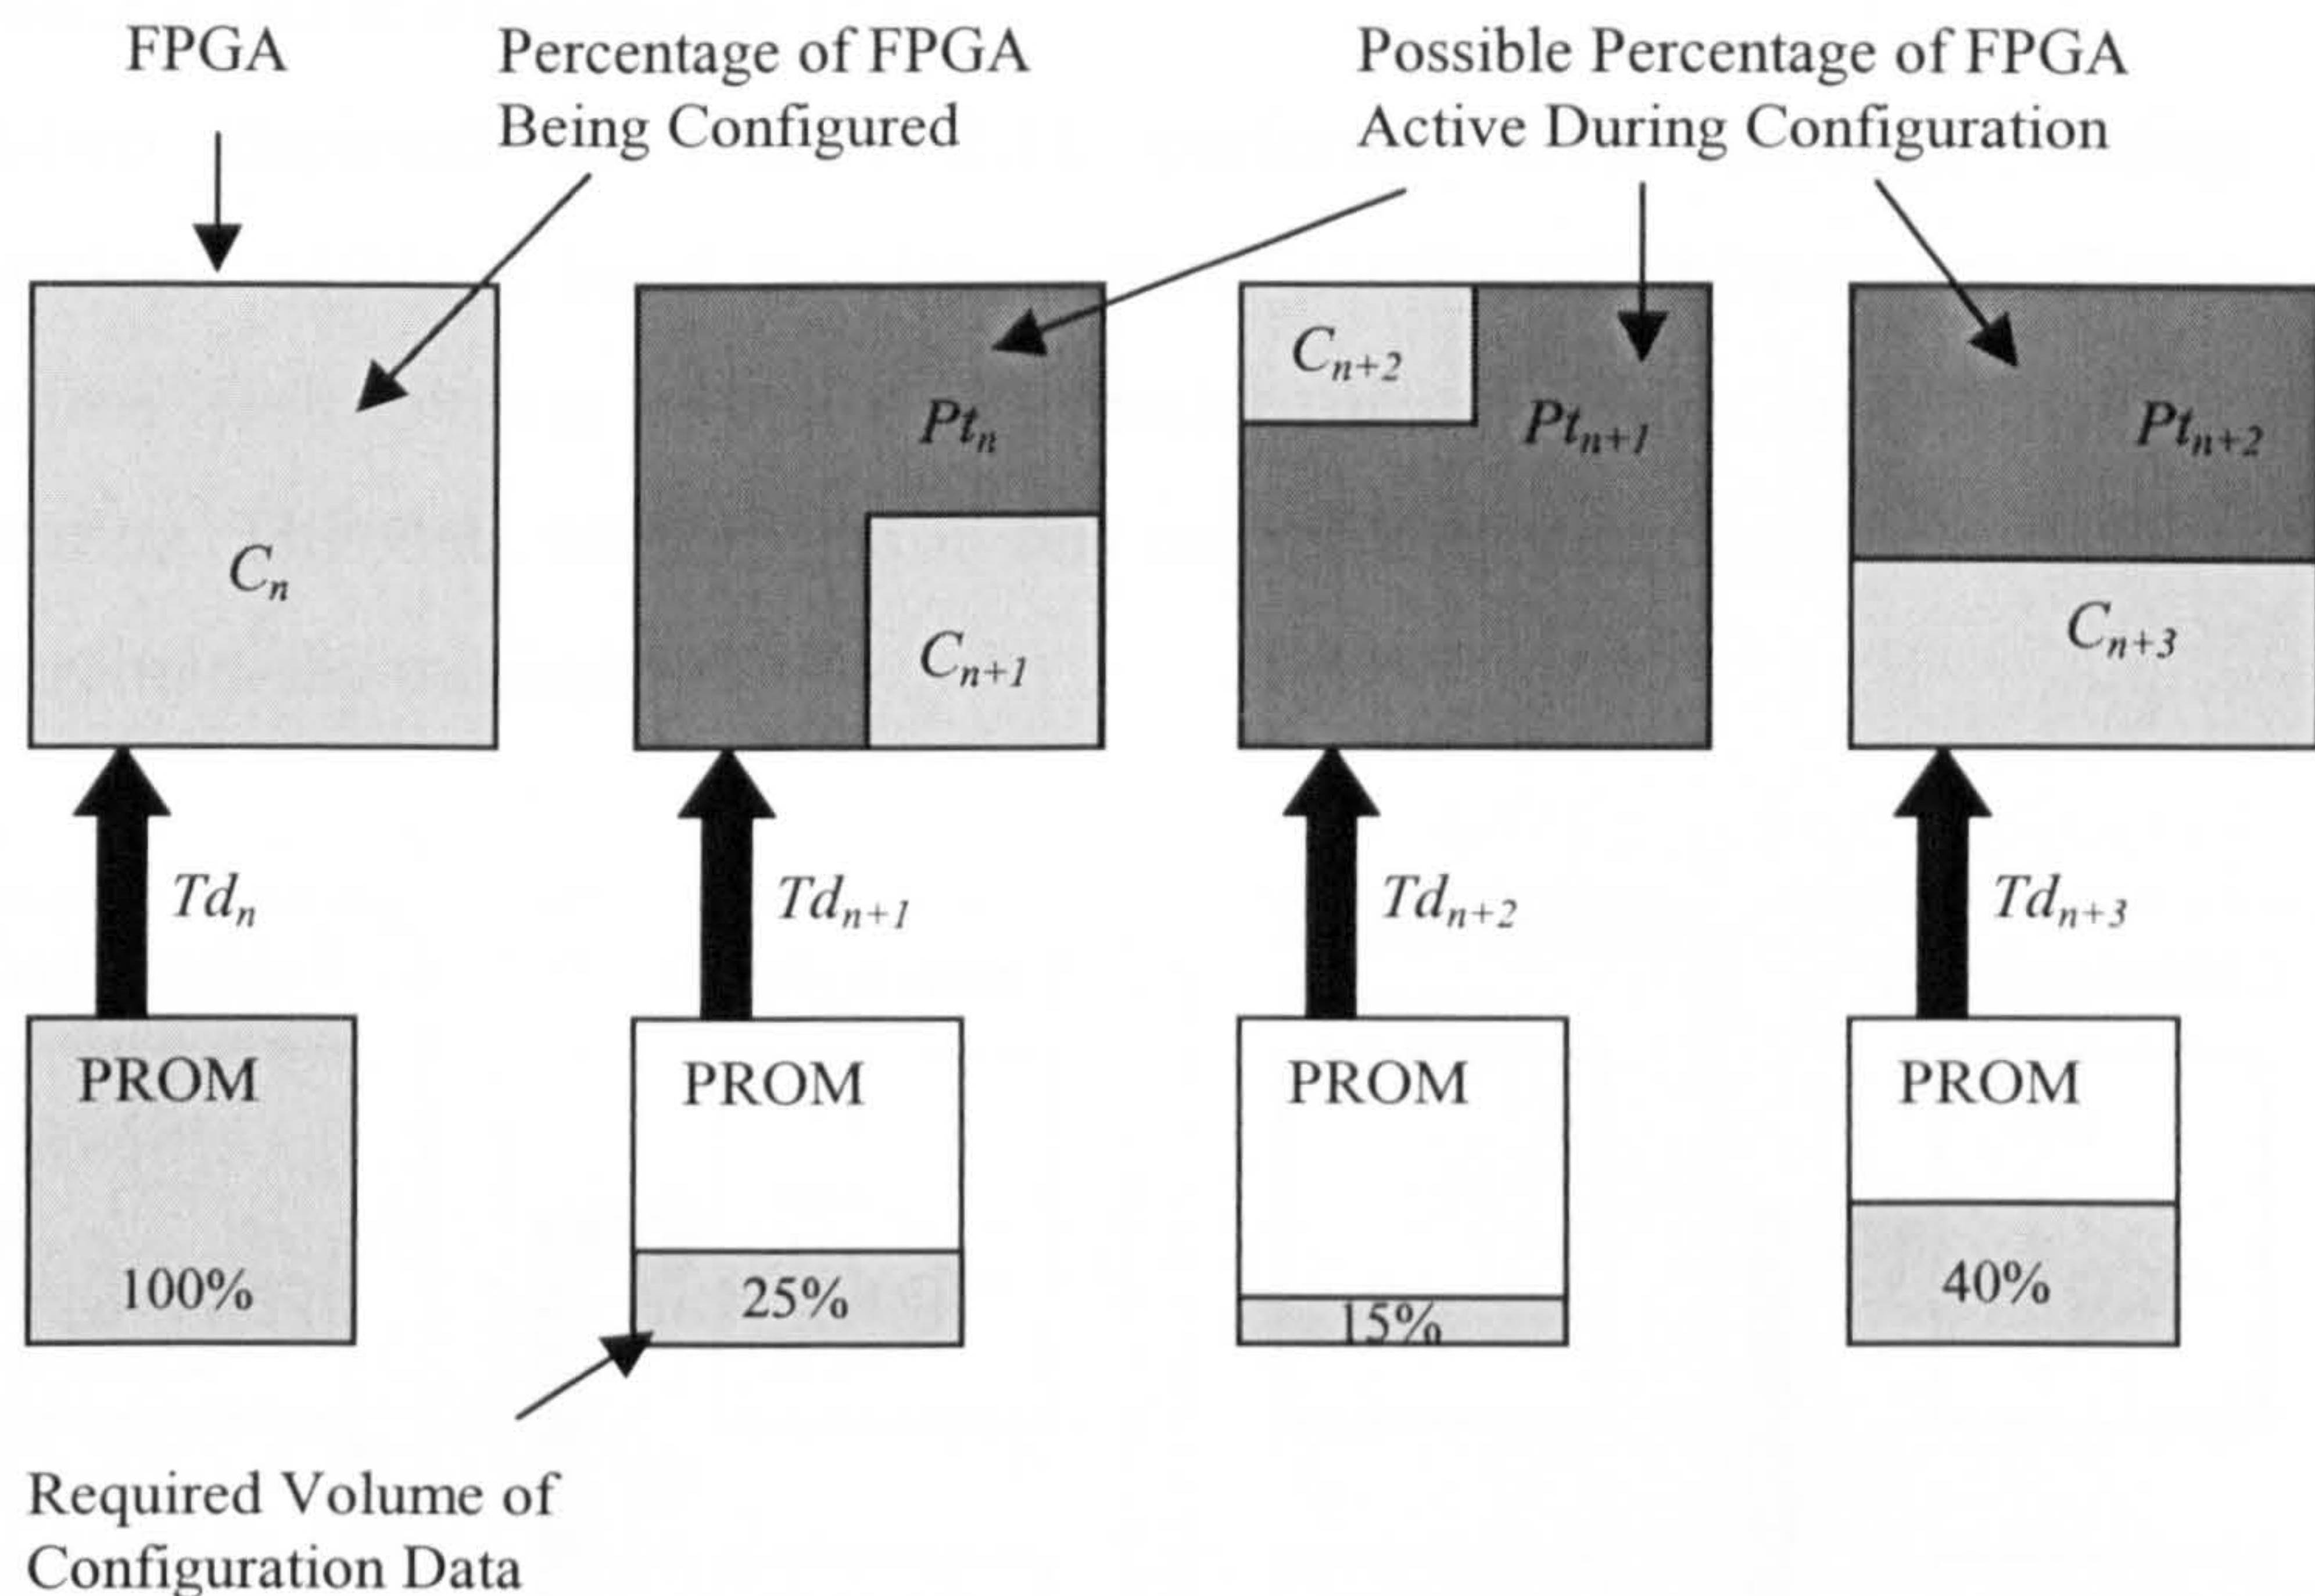 FPGA
Percentage of FPGA
Being Configured
Possible Percentage of FPGA
Active During Configuration
Cn
Ptn
Cn+1
Cn+2
Ptn+1
Ptn+2
Cn+3
Tdn
Tdn+1
Tdn+2
Tdn+3
PROM
PROM
PROM
PROM
100%
25%
15%
40%
Required Volume of
Configuration Data